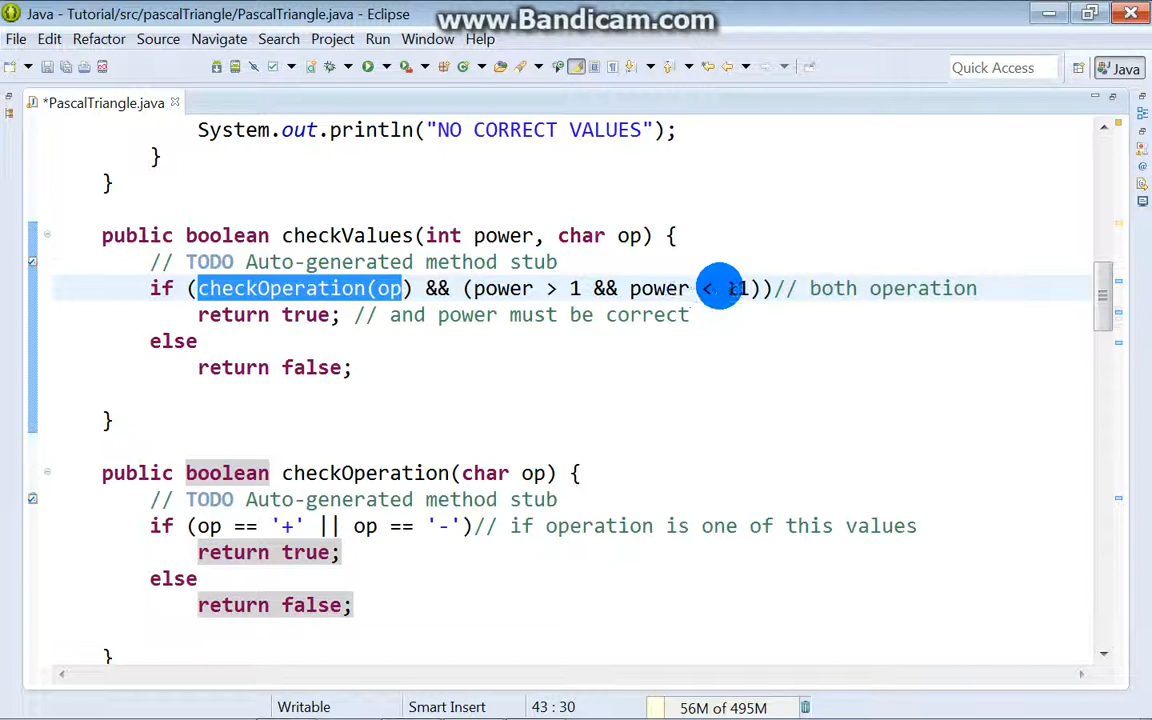 Java - Tutorial/src/pascalTriangle/PascalTriangle.java - Eclipse
www.Bandicam.com
File Edit Refactor Source Navigate Search Project Run Window Help
Quick Access
Java
*PascalTriangle.java
System.out.println("NO CORRECT VALUES");
}
}
public boolean checkValues(int power, char op) {
// TODO Auto-generated method stub
if (checkOperation(op) && (power > 1 && power < 11))// both operation
return true; // and power must be correct
else
return false;
}
public boolean checkOperation(char op) {
// TODO Auto-generated method stub
if (op == '+' || op == '-')// if operation is one of this values
return true;
else
return false;
}
Writable
Smart Insert
43 : 30
56M of 495M